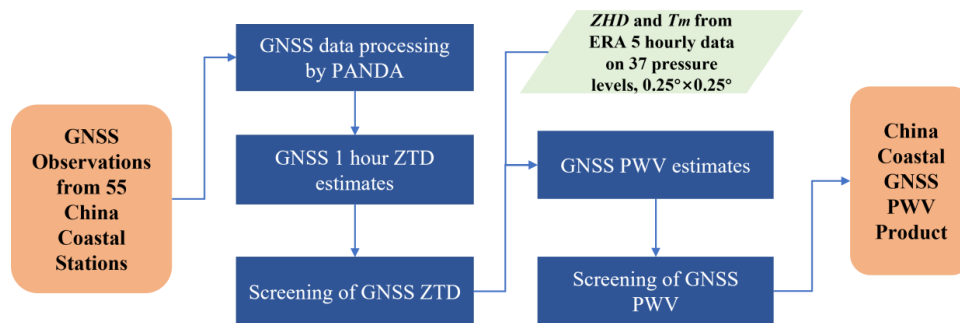 GNSS
Observations
from 55
China
Coastal
Stations
GNSS data processing
by PANDA
GNSS 1 hour ZTD
estimates
Screening of GNSS ZTD
ZHD and Tm from
ERA 5 hourly data
on 37 pressure
levels, 0.25°×0.25°
GNSS PWV estimates
Screening of GNSS
PWV
China
Coastal
GNSS
PWV
Product